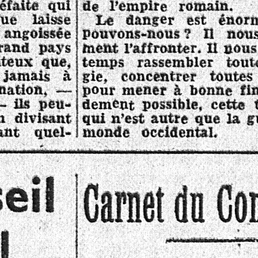 éfaite qui
ue laisse
angoissée
rand pays
teux que,
jamais à
nation, —
— ils peu-
n divisant
ant quel-
de l'empire romain.
Le danger est énorm
pouvons-nous ? Il nous
ment l'affronter. Il nous
temps rassembler toute
gie, concentrer toutes
pour mener à bonne fin
dement possible, cette t
qui n'est autre que la gu
monde occidental.
seil
Carnet du Con